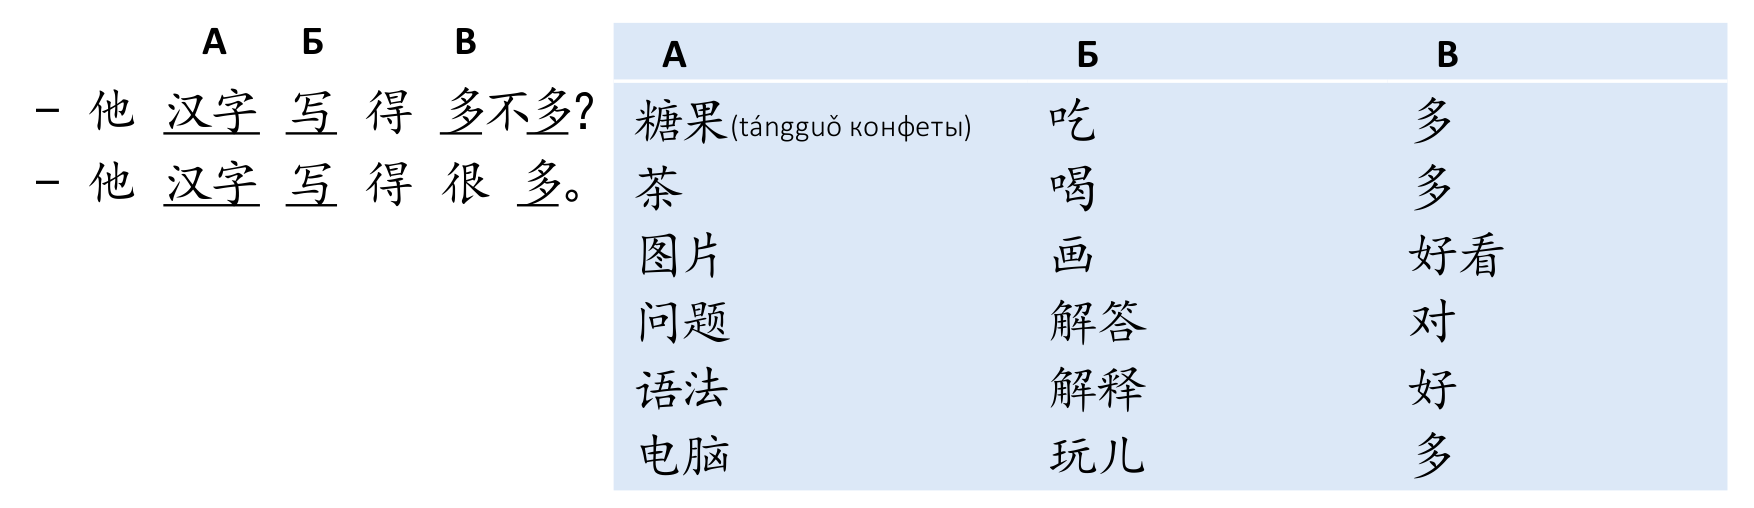 А Б В
– 他 汉字 写 得 多不多?
– 他 汉字 写 得 很 多。
А Б В
糖果(tángguǒ конфеты) 吃 多
茶 喝 多
图片 画 好看
问题 解答 对
语法 解释 好
电脑 玩儿 多